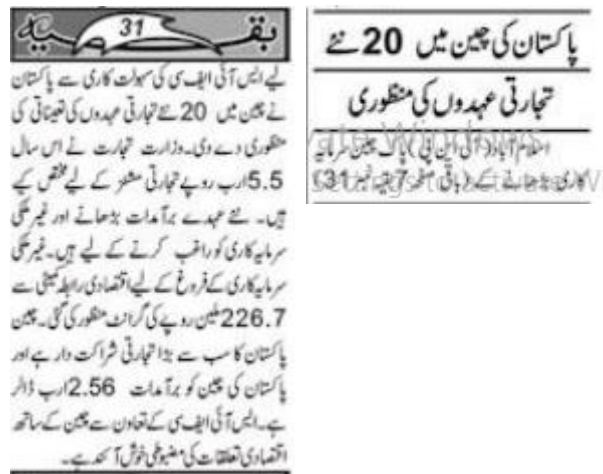 پاکستان کی چین میں 20 نئے
تجارتی عہدوں کی منظوری
اسلام آباد (آئی این پی) پاک چین سرمایہ
کاری بڑھانے کے (باقی صفحہ 7 بقیہ نمبر 31)
بقیہ 31
لیے ایس آئی ایف سی کی سہولت کاری سے پاکستان
نے چین میں 20 نئے تجارتی عہدوں کی تعیناتی کی
منظوری دے دی۔ وزارت تجارت نے اس سال
5.5 ارب روپے تجارتی مشنز کے لیے مختص کیے
ہیں۔ نئے عہدے برآمدات بڑھانے اور غیر ملکی
سرمایہ کاری کو راغب کرنے کے لیے ہیں۔ غیر ملکی
سرمایہ کاری کے فروغ کے لیے اقتصادی رابطہ کمیٹی سے
226.7 ملین روپے کی گرانٹ منظور کی گئی۔ چین
پاکستان کا سب سے بڑا تجارتی شراکت دار ہے اور
پاکستان کی چین کو برآمدات 2.56 ارب ڈالر
ہے۔ ایس آئی ایف سی کے تعاون سے چین کے ساتھ
اقتصادی تعلقات کی مضبوطی خوش آئند ہے۔